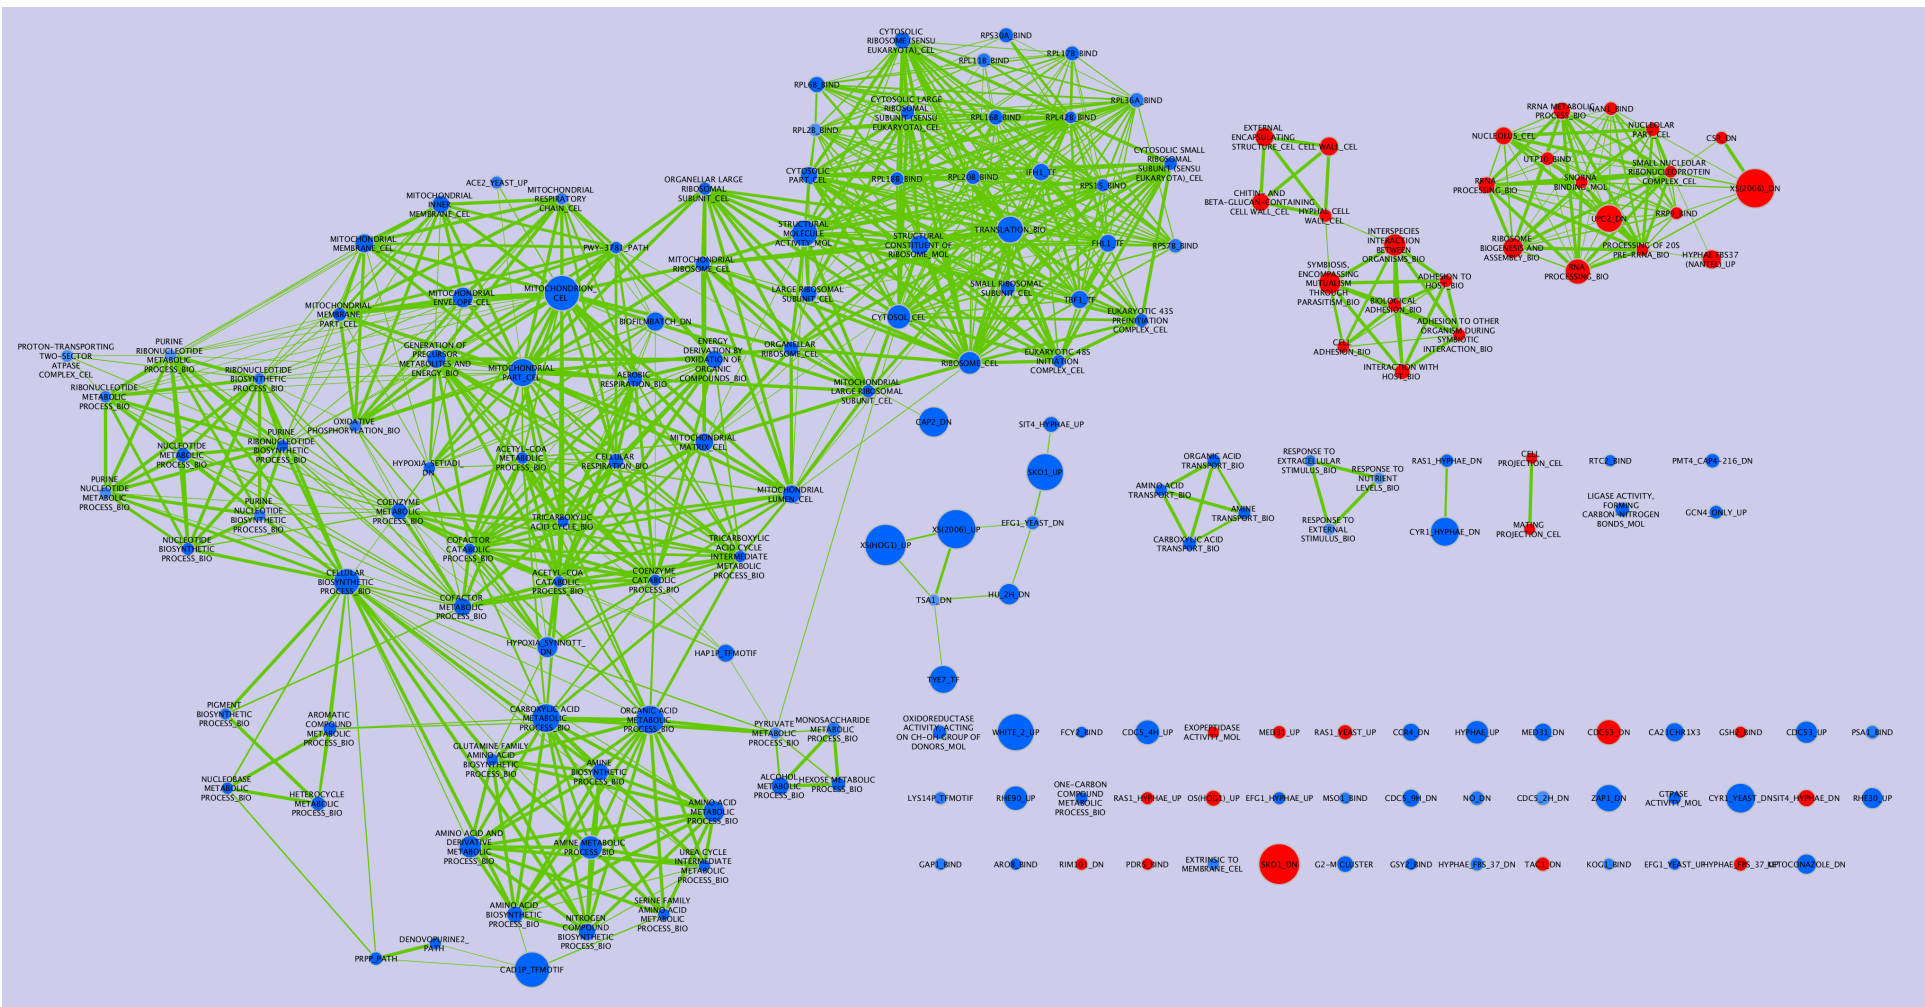 CYTOSOLIC
RIBOSOME (SENSU
EUKARYOTA)_CEL
RPS30A_BIND
RPL11B_BIND
RPL17B_BIND
RPL6B_BIND
CYTOSOLIC LARGE
RIBOSOMAL
SUBUNIT (SENSU
EUKARYOTA)_CEL
RPL36A_BIND
RPL16B_BIND
RPL42B_BIND
RPL2B_BIND
CYTOSOLIC SMALL
RIBOSOMAL
SUBUNIT (SENSU
EUKARYOTA)_CEL
CYTOSOLIC
PART_CEL
RPL18B_BIND
RPL20B_BIND
IFH1_TF
RPS15_BIND
STRUCTURAL
MOLECULE
ACTIVITY_MOL
STRUCTURAL
CONSTITUENT OF
RIBOSOME_MOL
TRANSLATION_BIO
FHL1_TF
RPS7B_BIND
LARGE RIBOSOMAL
SUBUNIT_CEL
SMALL RIBOSOMAL
SUBUNIT_CEL
TBF1_TF
CYTOSOL_CEL
EUKARYOTIC 43S
PREINITIATION
COMPLEX_CEL
ORGANELLAR
RIBOSOME_CEL
RIBOSOME_CEL
EUKARYOTIC 48S
INITIATION
COMPLEX_CEL
ORGANELLAR LARGE
RIBOSOMAL
SUBUNIT_CEL
MITOCHONDRIAL
RIBOSOME_CEL
MITOCHONDRIAL
LARGE RIBOSOMAL
SUBUNIT_CEL
ACE2_YEAST_UP
MITOCHONDRIAL
INNER
MEMBRANE_CEL
MITOCHONDRIAL
RESPIRATORY
CHAIN_CEL
MITOCHONDRIAL
MEMBRANE_CEL
PWY-3781_PATH
MITOCHONDRIAL
ENVELOPE_CEL
MITOCHONDRION_
CEL
MITOCHONDRIAL
MEMBRANE
PART_CEL
BIOFILMBATCH_DN
PROTON-TRANSPORTING
TWO-SECTOR
ATPASE
COMPLEX_CEL
PURINE
RIBONUCLEOTIDE
METABOLIC
PROCESS_BIO
RIBONUCLEOTIDE
BIOSYNTHETIC
PROCESS_BIO
GENERATION OF
PRECURSOR
METABOLITES AND
ENERGY_BIO
MITOCHONDRIAL
PART_CEL
ENERGY
DERIVATION BY
OXIDATION OF
ORGANIC
COMPOUNDS_BIO
AEROBIC
RESPIRATION_BIO
RIBONUCLEOTIDE
METABOLIC
PROCESS_BIO
OXIDATIVE
PHOSPHORYLATION_BIO
NUCLEOTIDE
METABOLIC
PROCESS_BIO
PURINE
RIBONUCLEOTIDE
BIOSYNTHETIC
PROCESS_BIO
MITOCHONDRIAL
MATRIX_CEL
HYPOXIA_SETIADI_
DN
ACETYL-COA
METABOLIC
PROCESS_BIO
CELLULAR
RESPIRATION_BIO
PURINE
NUCLEOTIDE
METABOLIC
PROCESS_BIO
MITOCHONDRIAL
LUMEN_CEL
PURINE
NUCLEOTIDE
BIOSYNTHETIC
PROCESS_BIO
COENZYME
METABOLIC
PROCESS_BIO
TRICARBOXYLIC
ACID CYCLE_BIO
NUCLEOTIDE
BIOSYNTHETIC
PROCESS_BIO
COFACTOR
CATABOLIC
PROCESS_BIO
TRICARBOXYLIC
ACID CYCLE
INTERMEDIATE
METABOLIC
PROCESS_BIO
CELLULAR
BIOSYNTHETIC
PROCESS_BIO
ACETYL-COA
CATABOLIC
PROCESS_BIO
COENZYME
CATABOLIC
PROCESS_BIO
COFACTOR
METABOLIC
PROCESS_BIO
HYPOXIA_SYNNOTT_
DN
HAP1P_TFMOTIF
PIGMENT
BIOSYNTHETIC
PROCESS_BIO
AROMATIC
COMPOUND
METABOLIC
PROCESS_BIO
CARBOXYLIC ACID
METABOLIC
PROCESS_BIO
ORGANIC ACID
METABOLIC
PROCESS_BIO
PYRUVATE
METABOLIC
PROCESS_BIO
MONOSACCHARIDE
METABOLIC
PROCESS_BIO
GLUTAMINE FAMILY
AMINO ACID
BIOSYNTHETIC
PROCESS_BIO
AMINE
BIOSYNTHETIC
PROCESS_BIO
ALCOHOL
METABOLIC
PROCESS_BIO
HEXOSE METABOLIC
PROCESS_BIO
NUCLEOBASE
METABOLIC
PROCESS_BIO
HETEROCYCLE
METABOLIC
PROCESS_BIO
AMINO ACID
METABOLIC
PROCESS_BIO
AMINO ACID AND
DERIVATIVE
METABOLIC
PROCESS_BIO
AMINE METABOLIC
PROCESS_BIO
UREA CYCLE
INTERMEDIATE
METABOLIC
PROCESS_BIO
AMINO ACID
BIOSYNTHETIC
PROCESS_BIO
NITROGEN
COMPOUND
BIOSYNTHETIC
PROCESS_BIO
SERINE FAMILY
AMINO ACID
METABOLIC
PROCESS_BIO
DENOVOPURINE2_
PATH
PRPP_PATH
CAD1P_TFMOTIF
CAP2_DN
SIT4_HYPHAE_UP
SKO1_UP
XS(HOG1)_UP
XS(2006)_UP
EFG1_YEAST_DN
TSA1_DN
HU_2H_DN
TYE7_TF
EXTERNAL
ENCAPSULATING
STRUCTURE_CEL
CELL WALL_CEL
CHITIN- AND
BETA-GLUCAN-CONTAINING
CELL WALL_CEL
HYPHAL CELL
WALL_CEL
INTERSPECIES
INTERACTION
BETWEEN
ORGANISMS_BIO
SYMBIOSIS,
ENCOMPASSING
MUTUALISM
THROUGH
PARASITISM_BIO
ADHESION TO
HOST_BIO
BIOLOGICAL
ADHESION_BIO
ADHESION TO OTHER
ORGANISM DURING
SYMBIOTIC
INTERACTION_BIO
CELL
ADHESION_BIO
INTERACTION WITH
HOST_BIO
RRNA METABOLIC
PROCESS_BIO
NAN1_BIND
NUCLEOLUS_CEL
NUCLEOLAR
PART_CEL
CSR_DN
UTP10_BIND
SMALL NUCLEOLAR
RIBONUCLEOPROTEIN
COMPLEX_CEL
RRNA
PROCESSING_BIO
SNORNA
BINDING_MOL
XS(2006)_DN
UPC2_DN
RRP9_BIND
RIBOSOME
BIOGENESIS AND
ASSEMBLY_BIO
PROCESSING OF 20S
PRE-RRNA_BIO
HYPHAE FBS37
(NANTEL)_UP
RNA
PROCESSING_BIO
ORGANIC ACID
TRANSPORT_BIO
AMINO ACID
TRANSPORT_BIO
AMINE
TRANSPORT_BIO
CARBOXYLIC ACID
TRANSPORT_BIO
RESPONSE TO
EXTRACELLULAR
STIMULUS_BIO
RESPONSE TO
NUTRIENT
LEVELS_BIO
RESPONSE TO
EXTERNAL
STIMULUS_BIO
RAS1_HYPHAE_DN
CYR1_HYPHAE_DN
CELL
PROJECTION_CEL
MATING
PROJECTION_CEL
RTC2_BIND
PMT4_CAP4-216_DN
LIGASE ACTIVITY,
FORMING
CARBON-NITROGEN
BONDS_MOL
GCN4_ONLY_UP
OXIDOREDUCTASE
ACTIVITY, ACTING
ON CH-OH GROUP OF
DONORS_MOL
WHITE_2_UP
FCY2_BIND
CDC5_4H_UP
EXOPEPTIDASE
ACTIVITY_MOL
MED31_UP
RAS1_YEAST_UP
CCR4_DN
HYPHAE_UP
MED31_DN
CDC53_DN
CA21CHR1X3
GSH2_BIND
CDC53_UP
PSA1_BIND
LYS14P_TFMOTIF
RHE90_UP
ONE-CARBON
COMPOUND
METABOLIC
PROCESS_BIO
RAS1_HYPHAE_UP
OS(HOG1)_UP
EFG1_HYPHAE_UP
MSO1_BIND
CDC5_9H_DN
NO_DN
CDC5_2H_DN
ZAP1_DN
GTPASE
ACTIVITY_MOL
CYR1_YEAST_DN
SIT4_HYPHAE_DN
RHE30_UP
GAP1_BIND
ARO8_BIND
RIM101_DN
PDR5_BIND
EXTRINSIC TO
MEMBRANE_CEL
SKO1_DN
G2-M CLUSTER
GSY2_BIND
HYPHAE_FBS_37_DN
TAC1_DN
KOG1_BIND
EFG1_YEAST_UP
HYPHAE_FBS_37_UP